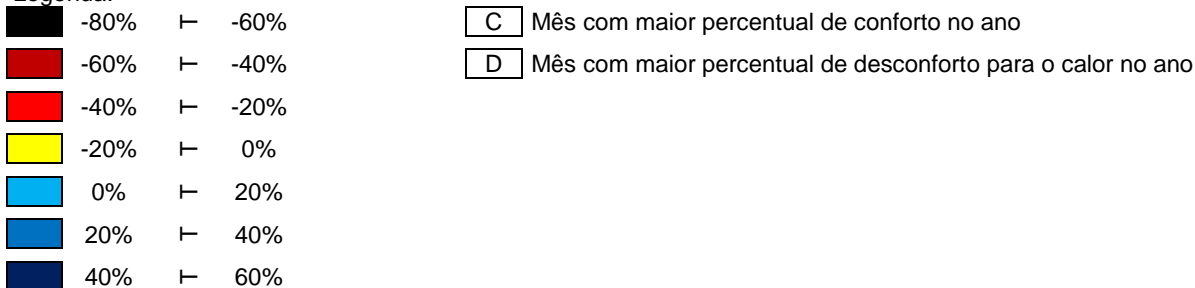 Legenda:
-80% ⊢ -60% C Mês com maior percentual de conforto no ano
-60% ⊢ -40% D Mês com maior percentual de desconforto para o calor no ano
-40% ⊢ -20%
-20% ⊢ 0%
0% ⊢ 20%
20% ⊢ 40%
40% ⊢ 60%